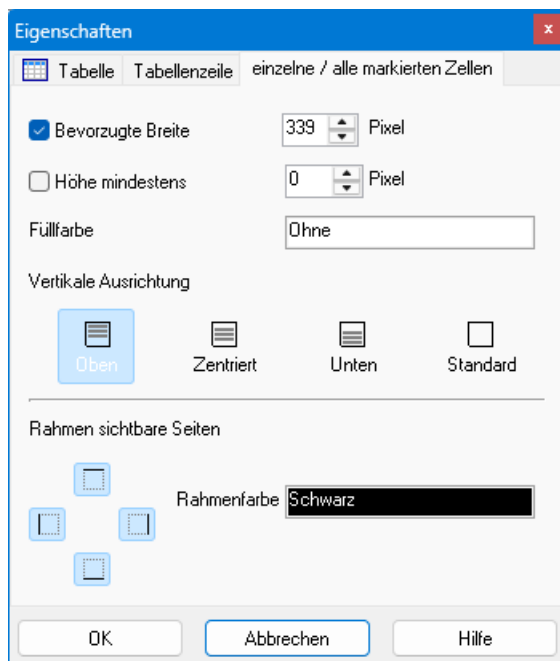 Eigenschaften
x
Tabelle Tabellenzeile einzelne / alle markierten Zellen
Bevorzugte Breite 339 Pixel
Höhe mindestens 0 Pixel
Füllfarbe Ohne
Vertikale Ausrichtung
Oben Zentriert Unten Standard
Rahmen sichtbare Seiten
Rahmenfarbe Schwarz
OK Abbrechen Hilfe